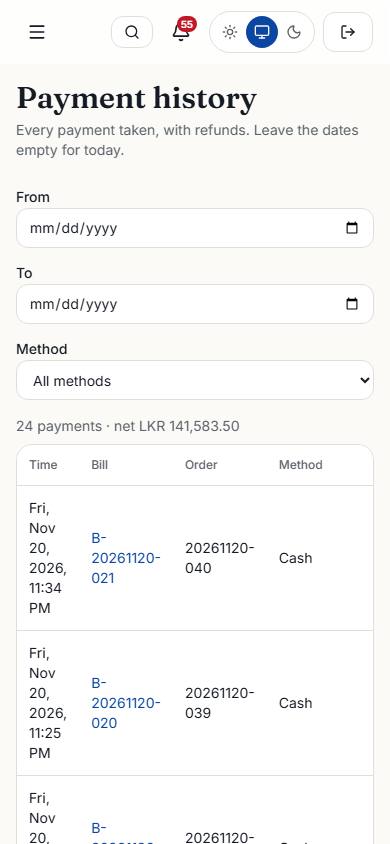 55
Payment history
Every payment taken, with refunds. Leave the dates
empty for today.
From
mm/dd/yyyy
To
mm/dd/yyyy
Method
All methods
24 payments · net LKR 141,583.50
Time Bill Order Method
Fri,
Nov
20,
2026,
11:34
PM
B-
20261120-
021
20261120-
040
Cash
Fri,
Nov
20,
2026,
11:25
PM
B-
20261120-
020
20261120-
039
Cash
Fri,
Nov
20,
B-
20261120-